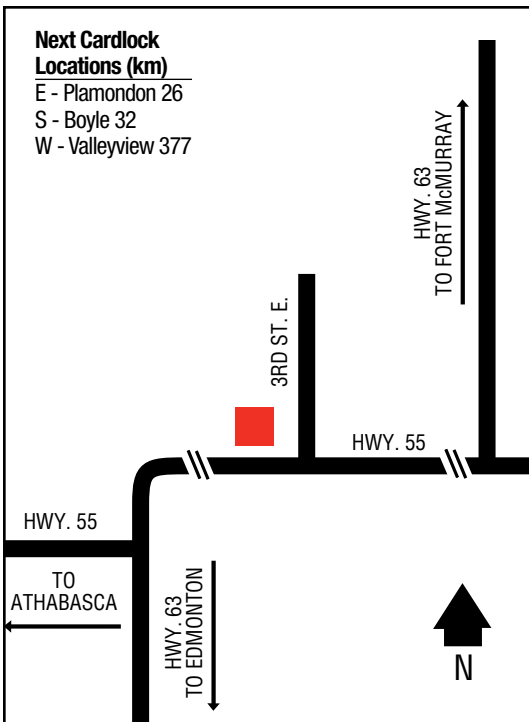 Next Cardlock
Locations (km)
E - Plamondon 26
S - Boyle 32
W - Valleyview 377
HWY. 63
TO FORT McMURRAY
3RD ST. E.
HWY. 55
HWY. 55
TO
ATHABASCA
HWY. 63
TO EDMONTON
N